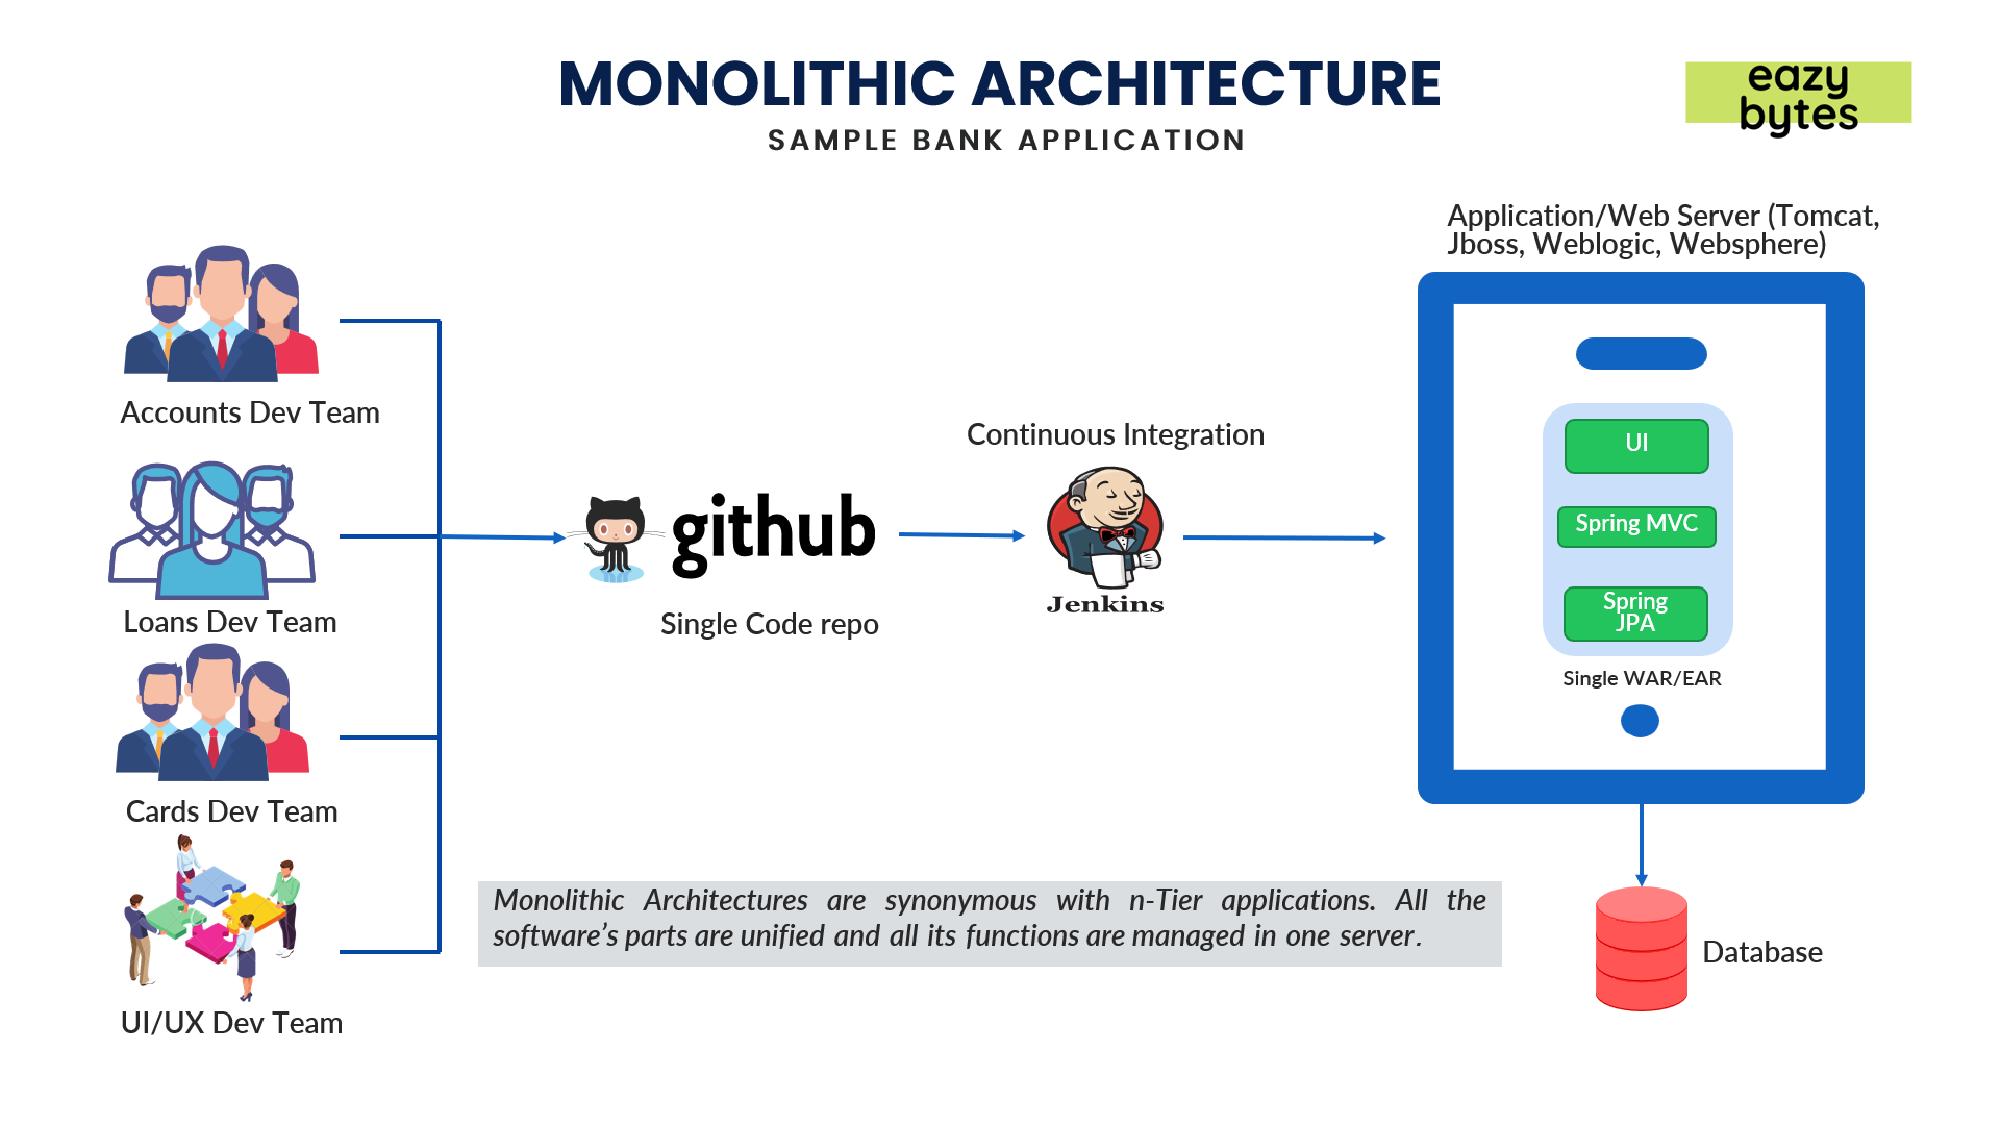 MONOLITHIC ARCHITECTURE
SAMPLE BANK APPLICATION
eazy
bytes
Application/Web Server (Tomcat,
Jboss, Weblogic, Websphere)
Accounts Dev Team
Loans Dev Team
Cards Dev Team
UI/UX Dev Team
github
Single Code repo
Continuous Integration
Jenkins
UI
Spring MVC
Spring
JPA
Single WAR/EAR
Monolithic Architectures are synonymous with n-Tier applications. All the
software’s parts are unified and all its functions are managed in one server.
Database